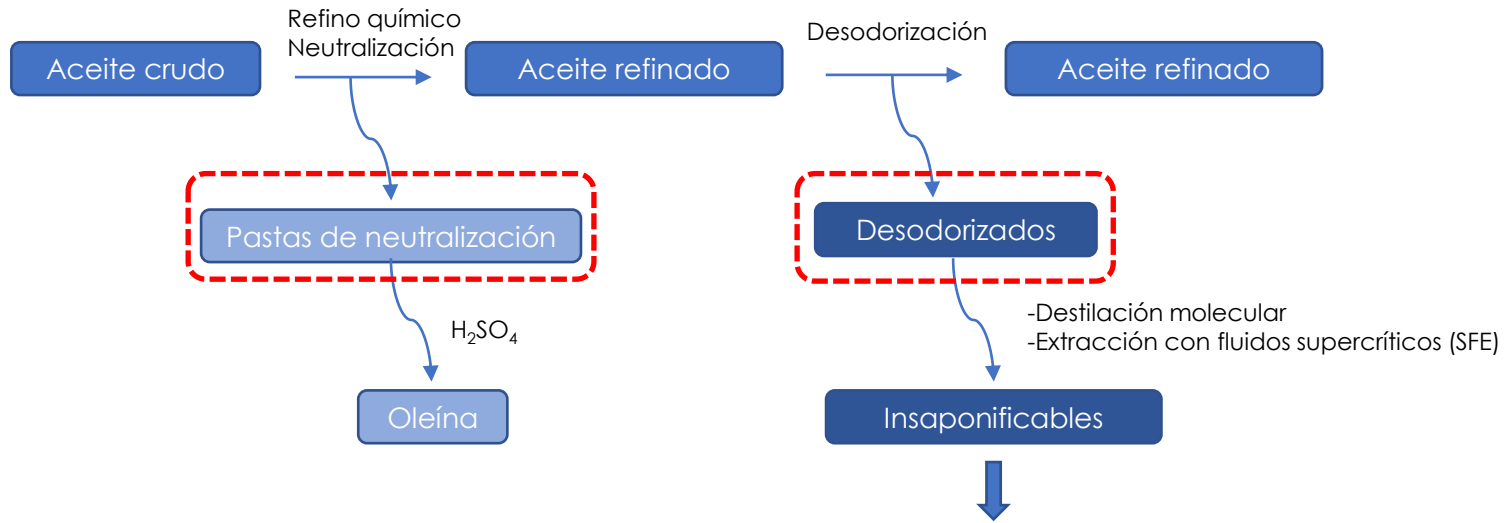 Refino químico
Neutralización
Desodorización
Aceite crudo
Aceite refinado
Aceite refinado
Pastas de neutralización
Desodorizados
H₂SO₄
-Destilación molecular
-Extracción con fluidos supercríticos (SFE)
Oleína
Insaponificables